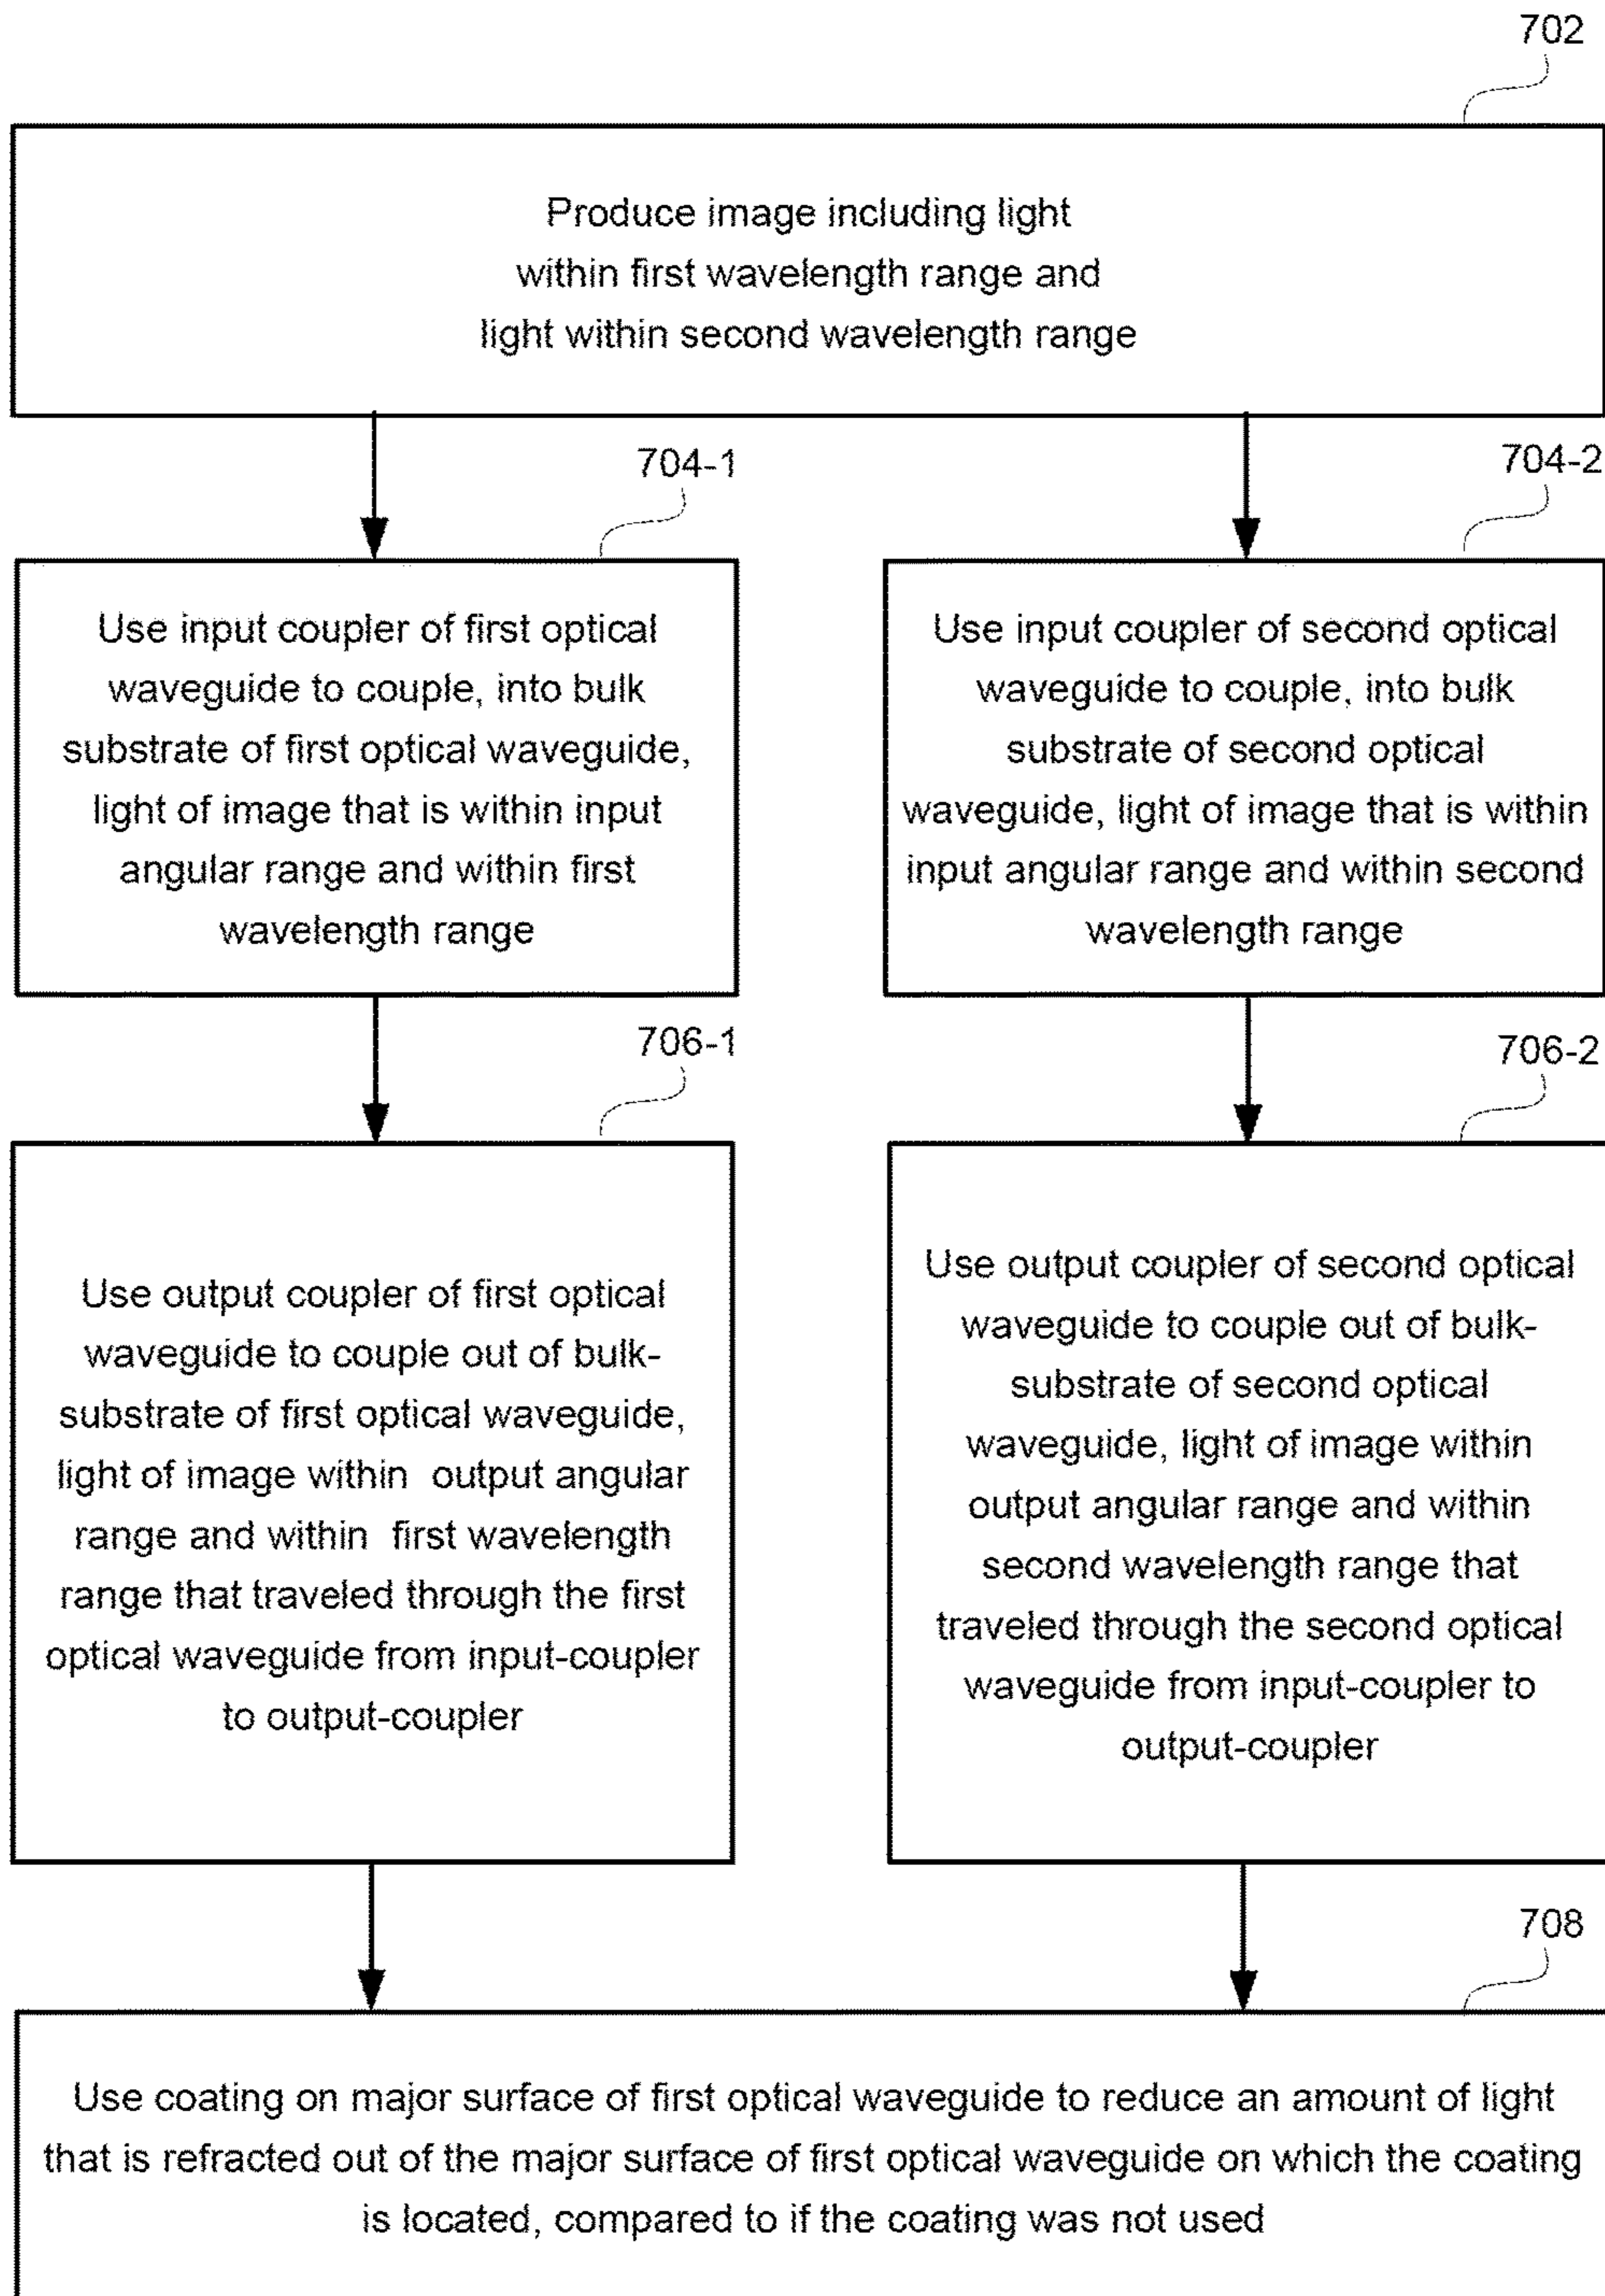 702
Produce image including light
within first wavelength range and
light within second wavelength range
704-1
Use input coupler of first optical
waveguide to couple, into bulk
substrate of first optical waveguide,
light of image that is within input
angular range and within first
wavelength range
704-2
Use input coupler of second optical
waveguide to couple, into bulk
substrate of second optical
waveguide, light of image that is within
input angular range and within second
wavelength range
706-1
Use output coupler of first optical
waveguide to couple out of bulk-
substrate of first optical waveguide,
light of image within output angular
range and within first wavelength
range that traveled through the first
optical waveguide from input-coupler
to output-coupler
706-2
Use output coupler of second optical
waveguide to couple out of bulk-
substrate of second optical
waveguide, light of image within
output angular range and within
second wavelength range that
traveled through the second optical
waveguide from input-coupler to
output-coupler
708
Use coating on major surface of first optical waveguide to reduce an amount of light
that is refracted out of the major surface of first optical waveguide on which the coating
is located, compared to if the coating was not used